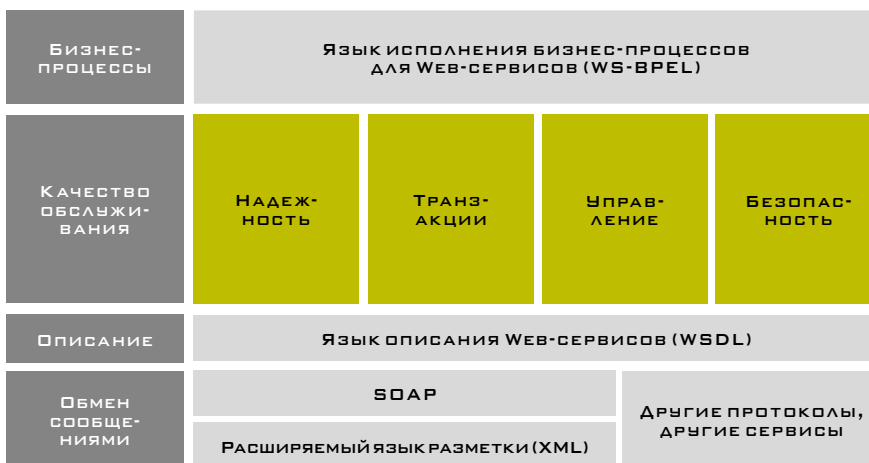 Бизнес-
процессы
Язык исполнения бизнес-процессов
для Web-сервисов (WS-BPEL)
Качество
обслужи-
вания
Надеж-
ность
Транз-
акции
Управ-
ление
Безопас-
ность
Описание
Язык описания Web-сервисов (WSDL)
Обмен
сообще-
ниями
SOAP
Расширяемый язык разметки (XML)
Другие протоколы,
другие сервисы